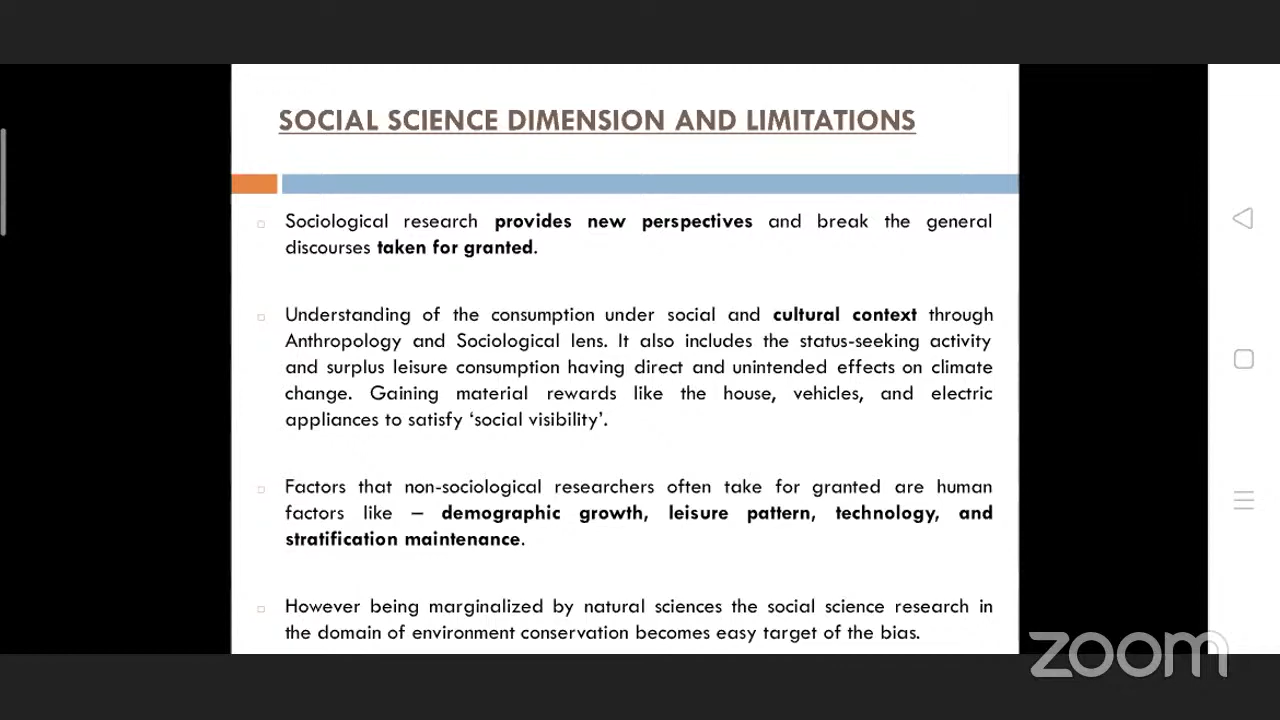 SOCIAL SCIENCE DIMENSION AND LIMITATIONS
Sociological research provides new perspectives and break the general
discourses taken for granted.
Understanding of the consumption under social and cultural context through
Anthropology and Sociological lens. It also includes the status-seeking activity
and surplus leisure consumption having direct and unintended effects on climate
change. Gaining material rewards like the house, vehicles, and electric
appliances to satisfy ‘social visibility’.
Factors that non-sociological researchers often take for granted are human
factors like – demographic growth, leisure pattern, technology, and
stratification maintenance.
However being marginalized by natural sciences the social science research in
the domain of environment conservation becomes easy target of the bias.
zoom